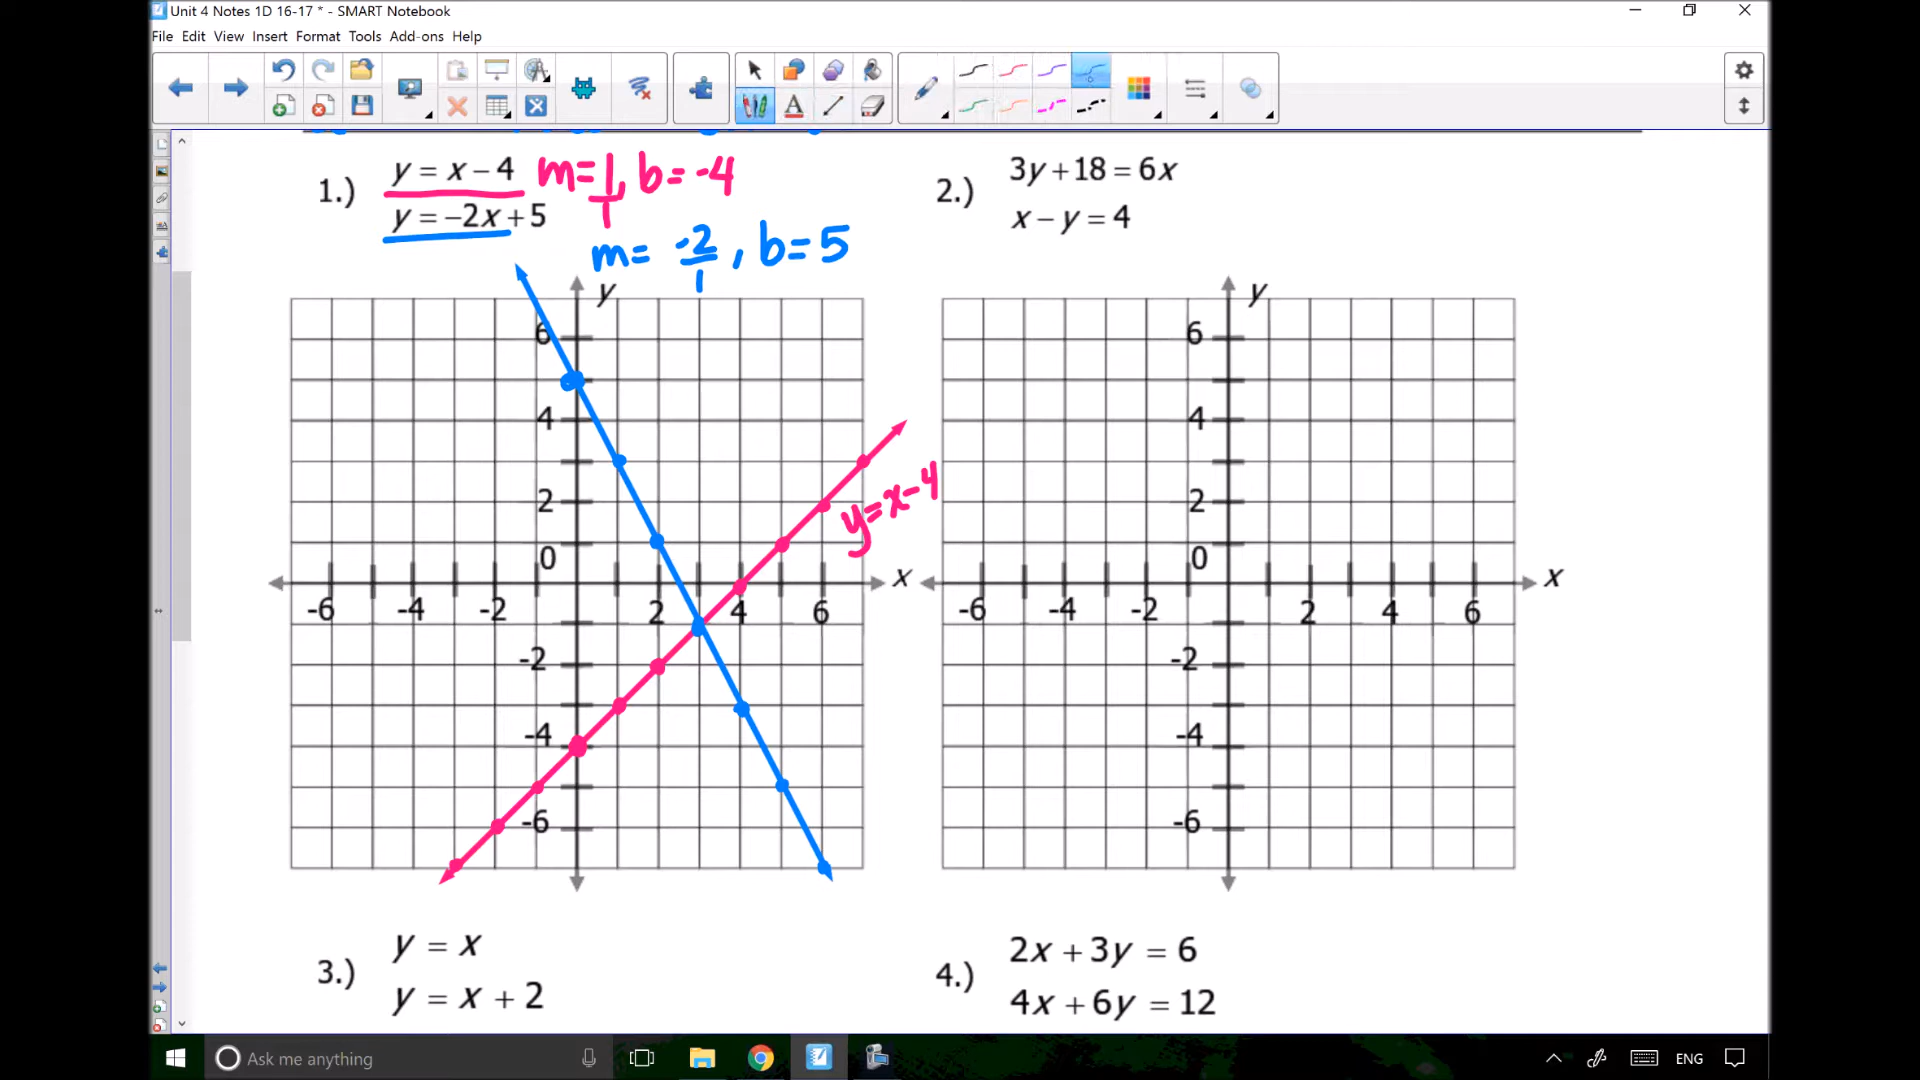 Unit 4 Notes 1D 16-17 * - SMART Notebook
File Edit View Insert Format Tools Add-ons Help
1.) y = x − 4 m = 1/1, b = -4
y = −2x + 5
m = -2/1, b = 5
2.) 3y + 18 = 6x
x − y = 4
y
6
4
2
0
-6 -4 -2 2 4 6 x
-2
-4
-6
y = x - 4
y
6
4
2
0
-6 -4 -2 2 4 6 x
-2
-4
-6
3.) y = x
y = x + 2
4.) 2x + 3y = 6
4x + 6y = 12
Ask me anything
ENG